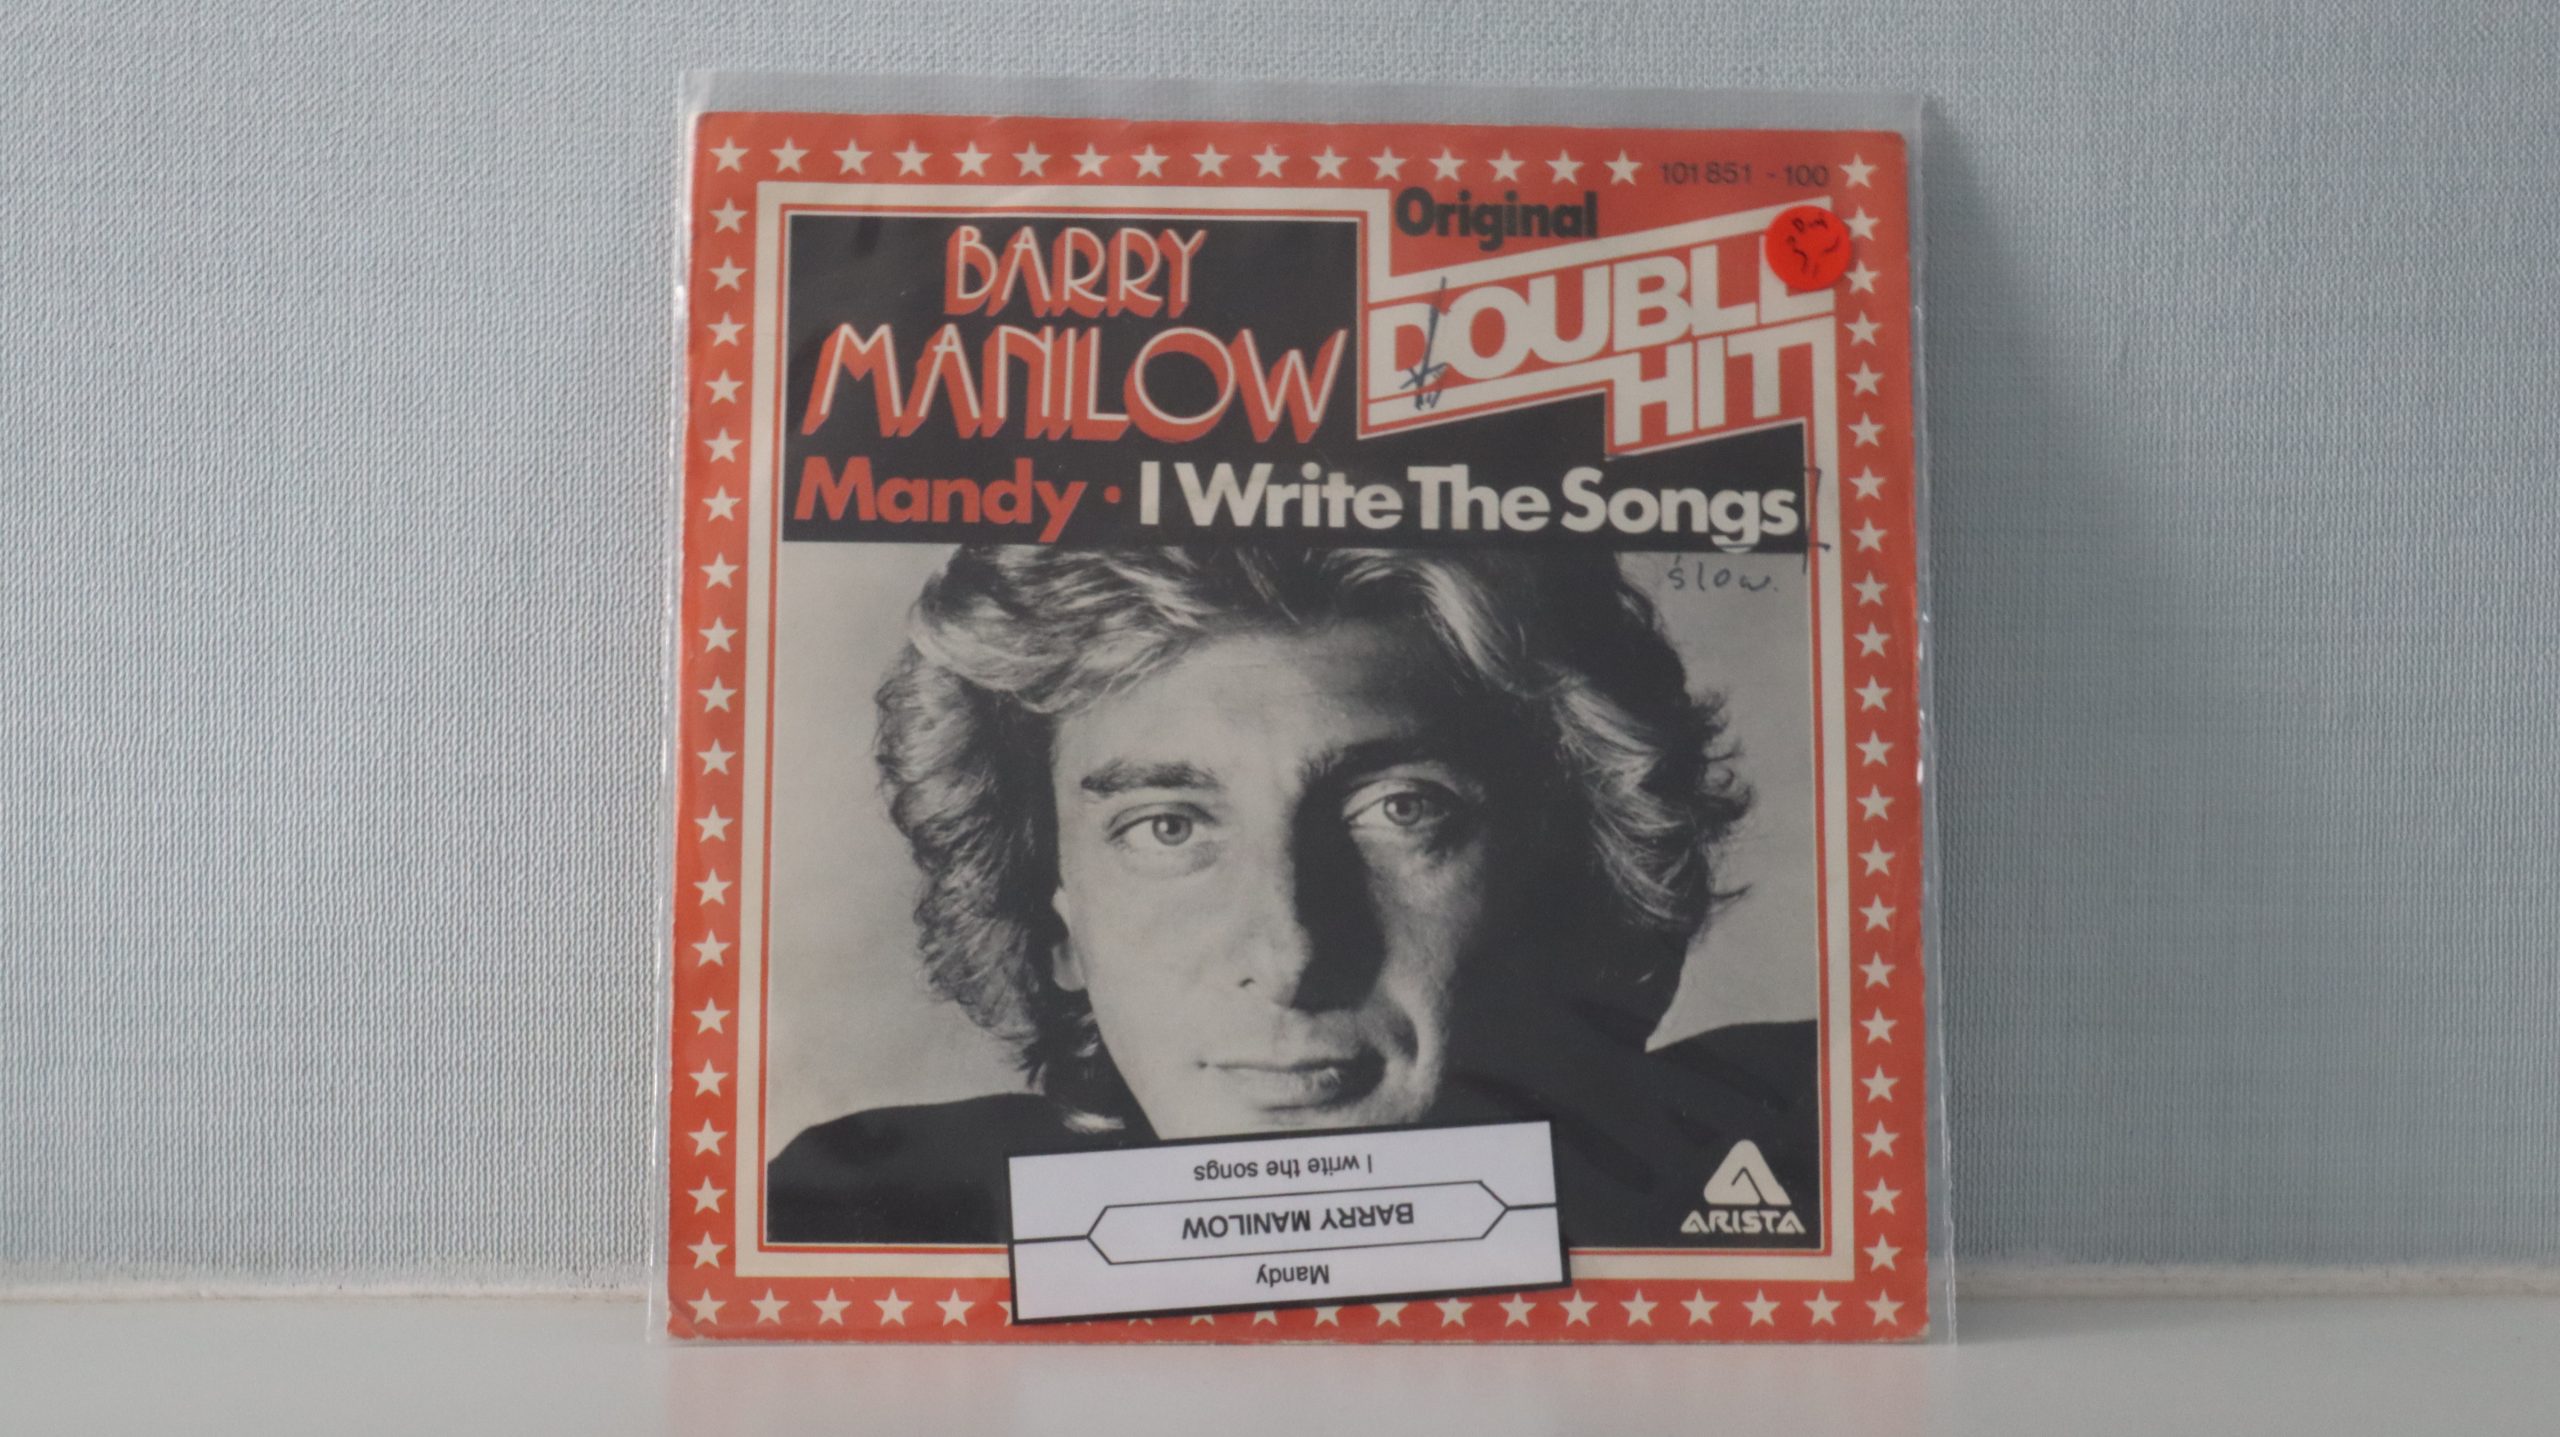 101 851 - 100
Original
DOUBLE
HIT
BARRY
MANILOW
Mandy · I Write The Songs
slow.
ARISTA
Mandy
BARRY MANILOW
I write the songs